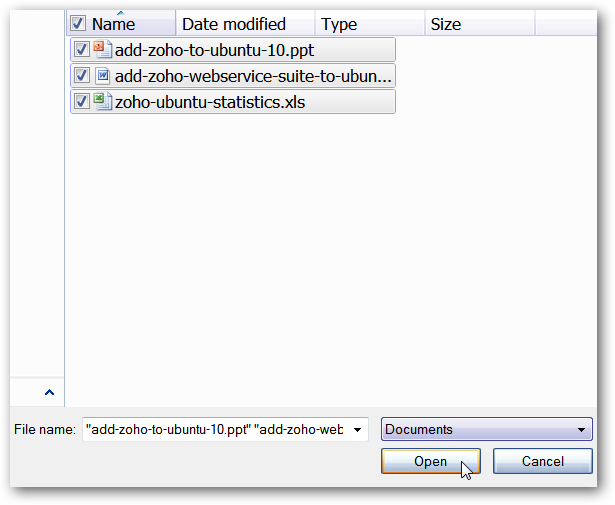 Name Date modified Type Size
add-zoho-to-ubuntu-10.ppt
add-zoho-webservice-suite-to-ubun...
zoho-ubuntu-statistics.xls
File name: "add-zoho-to-ubuntu-10.ppt" "add-zoho-web Documents
Open Cancel